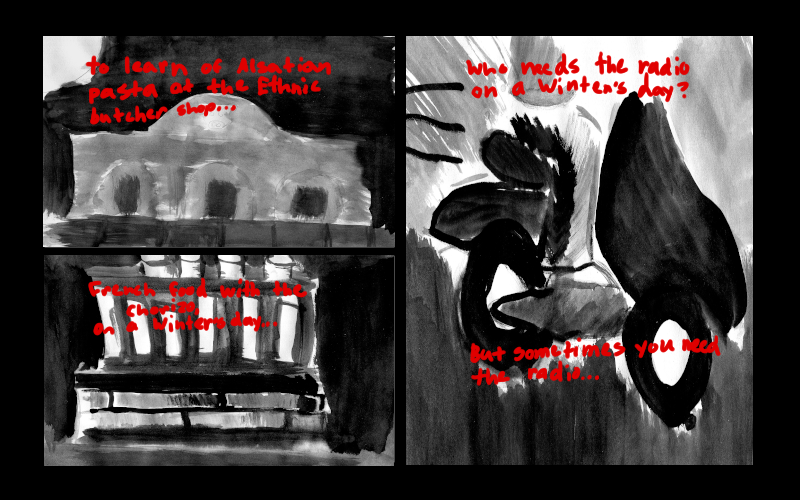 to learn of Alsatian
pasta at the Ethnic
butcher shop...
French food with the
chorizo,
on a winter's day...
who needs the radio
on a winter's day?
But sometimes you need
the radio...